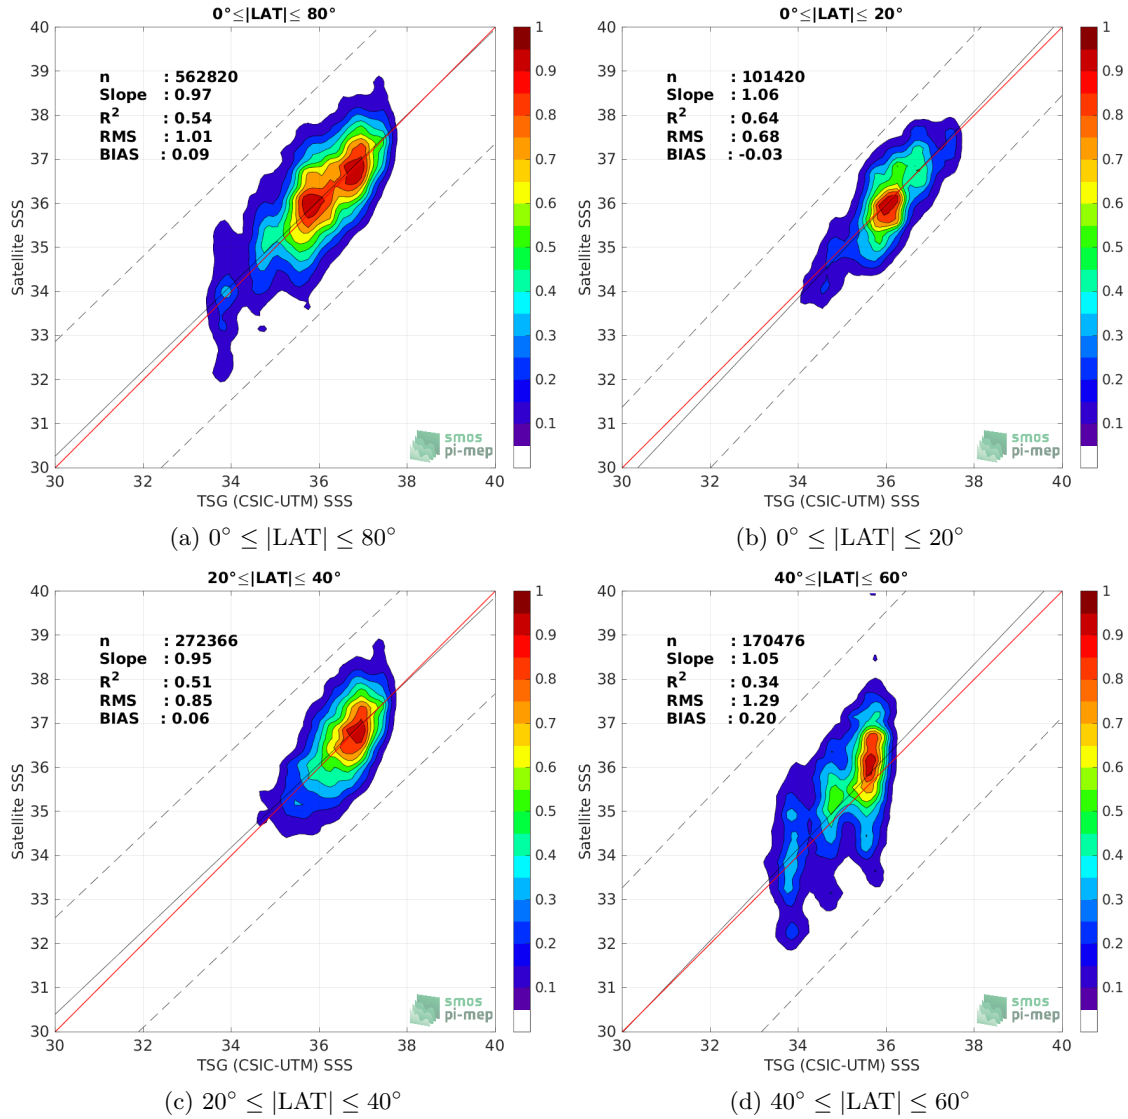 0°≤|LAT|≤ 80°
n : 562820
Slope : 0.97
R² : 0.54
RMS : 1.01
BIAS : 0.09
40
39
38
37
36
35
34
33
32
31
30
30
32
34
36
38
40
Satellite SSS
TSG (CSIC-UTM) SSS
1
0.9
0.8
0.7
0.6
0.5
0.4
0.3
0.2
0.1
smos
pi-mep
(a) 0° ≤ |LAT| ≤ 80°
0°≤|LAT|≤ 20°
n : 101420
Slope : 1.06
R² : 0.64
RMS : 0.68
BIAS : -0.03
40
39
38
37
36
35
34
33
32
31
30
30
32
34
36
38
40
Satellite SSS
TSG (CSIC-UTM) SSS
1
0.9
0.8
0.7
0.6
0.5
0.4
0.3
0.2
0.1
smos
pi-mep
(b) 0° ≤ |LAT| ≤ 20°
20°≤|LAT|≤ 40°
n : 272366
Slope : 0.95
R² : 0.51
RMS : 0.85
BIAS : 0.06
40
39
38
37
36
35
34
33
32
31
30
30
32
34
36
38
40
Satellite SSS
TSG (CSIC-UTM) SSS
1
0.9
0.8
0.7
0.6
0.5
0.4
0.3
0.2
0.1
smos
pi-mep
(c) 20° ≤ |LAT| ≤ 40°
40°≤|LAT|≤ 60°
n : 170476
Slope : 1.05
R² : 0.34
RMS : 1.29
BIAS : 0.20
40
39
38
37
36
35
34
33
32
31
30
30
32
34
36
38
40
Satellite SSS
TSG (CSIC-UTM) SSS
1
0.9
0.8
0.7
0.6
0.5
0.4
0.3
0.2
0.1
smos
pi-mep
(d) 40° ≤ |LAT| ≤ 60°